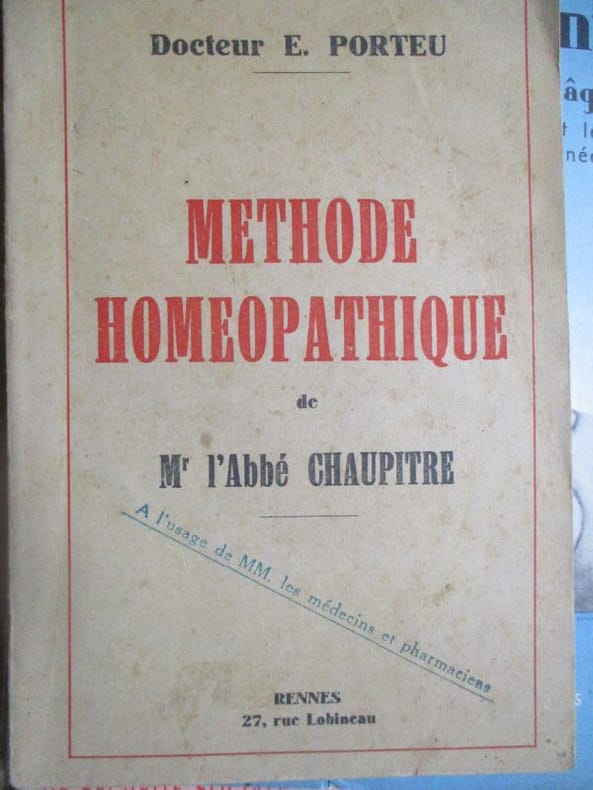 Docteur E. PORTEU
METHODE
HOMEOPATHIQUE
de
Mr l'Abbé CHAUPITRE
A l'usage de MM. les médecins et pharmaciens
RENNES
27, rue Lobineau
âg